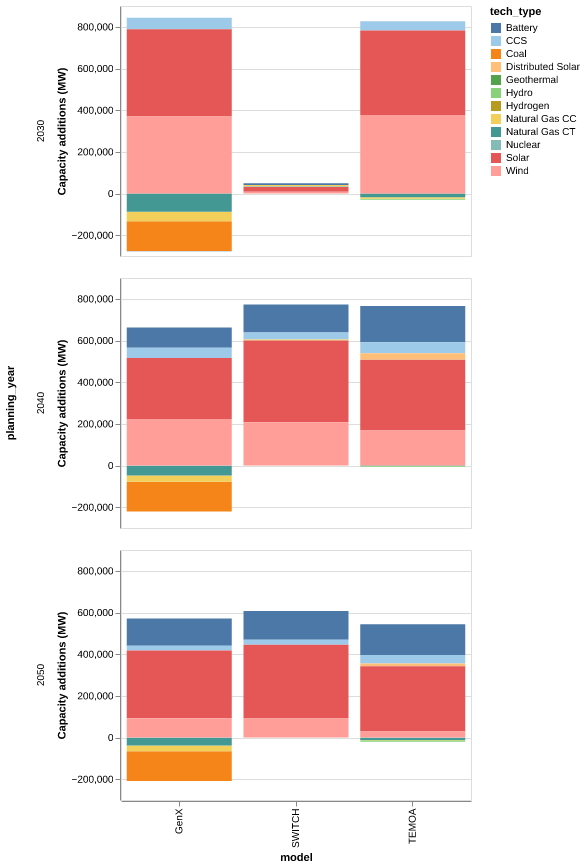 tech_type
Battery
CCS
Coal
Distributed Solar
Geothermal
Hydro
Hydrogen
Natural Gas CC
Natural Gas CT
Nuclear
Solar
Wind
planning_year
2030
Capacity additions (MW)
800,000
600,000
400,000
200,000
0
−200,000
2040
Capacity additions (MW)
800,000
600,000
400,000
200,000
0
−200,000
2050
Capacity additions (MW)
800,000
600,000
400,000
200,000
0
−200,000
GenX
SWITCH
TEMOA
model